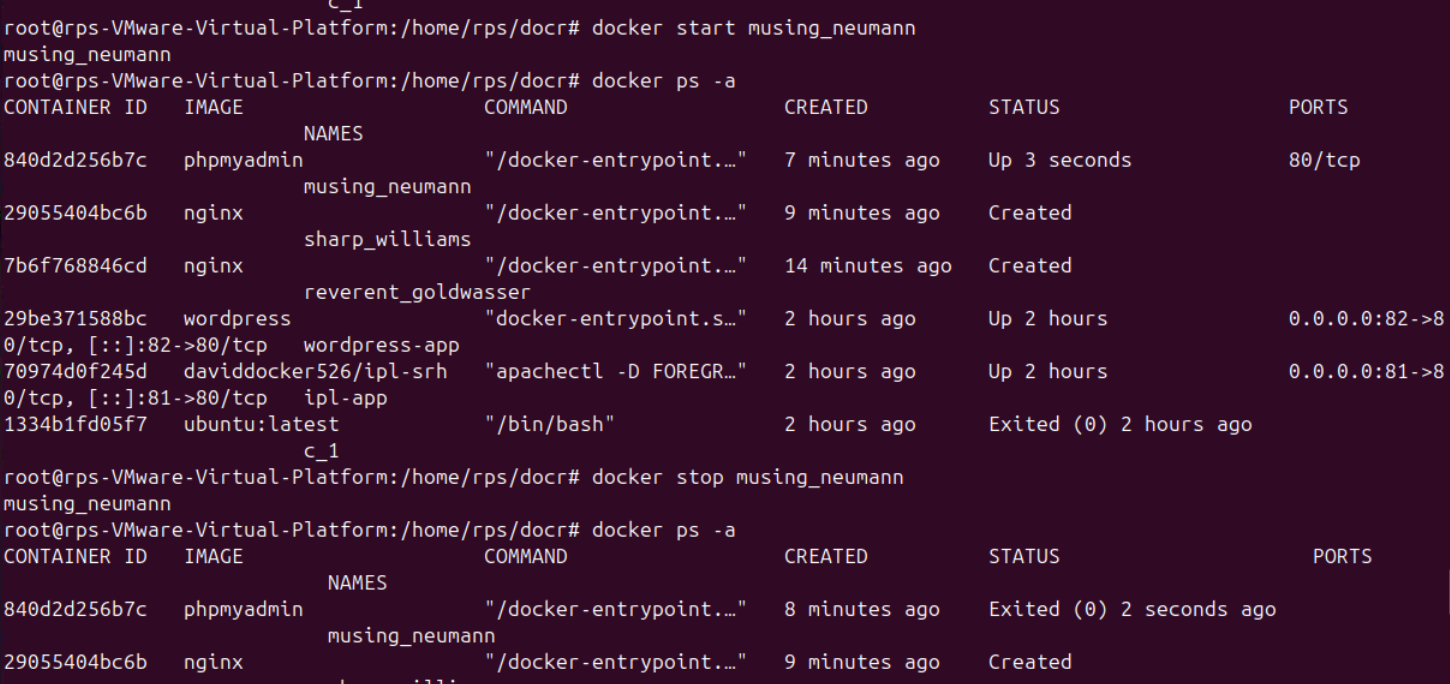 c_1
root@rps-VMware-Virtual-Platform:/home/rps/docr# docker start musing_neumann
musing_neumann
root@rps-VMware-Virtual-Platform:/home/rps/docr# docker ps -a
CONTAINER ID   IMAGE                    COMMAND                  CREATED          STATUS                   PORTS
                         NAMES
840d2d256b7c   phpmyadmin               "/docker-entrypoint.…"   7 minutes ago    Up 3 seconds             80/tcp
                         musing_neumann
29055404bc6b   nginx                    "/docker-entrypoint.…"   9 minutes ago    Created
                         sharp_williams
7b6f768846cd   nginx                    "/docker-entrypoint.…"   14 minutes ago   Created
                         reverent_goldwasser
29be371588bc   wordpress                "docker-entrypoint.s…"   2 hours ago      Up 2 hours               0.0.0.0:82->8
0/tcp, [::]:82->80/tcp   wordpress-app
70974d0f245d   daviddocker526/ipl-srh   "apachectl -D FOREGR…"   2 hours ago      Up 2 hours               0.0.0.0:81->8
0/tcp, [::]:81->80/tcp   ipl-app
1334b1fd05f7   ubuntu:latest            "/bin/bash"              2 hours ago      Exited (0) 2 hours ago
                         c_1
root@rps-VMware-Virtual-Platform:/home/rps/docr# docker stop musing_neumann
musing_neumann
root@rps-VMware-Virtual-Platform:/home/rps/docr# docker ps -a
CONTAINER ID   IMAGE                    COMMAND                  CREATED          STATUS                     PORTS
                           NAMES
840d2d256b7c   phpmyadmin               "/docker-entrypoint.…"   8 minutes ago    Exited (0) 2 seconds ago
                           musing_neumann
29055404bc6b   nginx                    "/docker-entrypoint.…"   9 minutes ago    Created